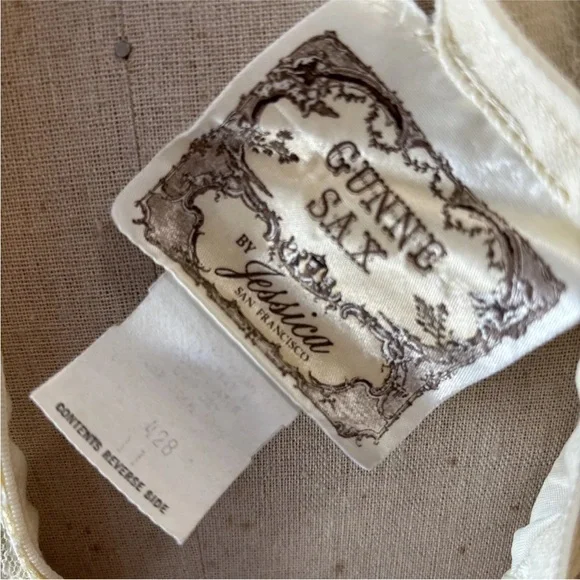 GUNNE
SAX
BY
Jessica
SAN FRANCISCO
428
11
CONTENTS REVERSE SIDE